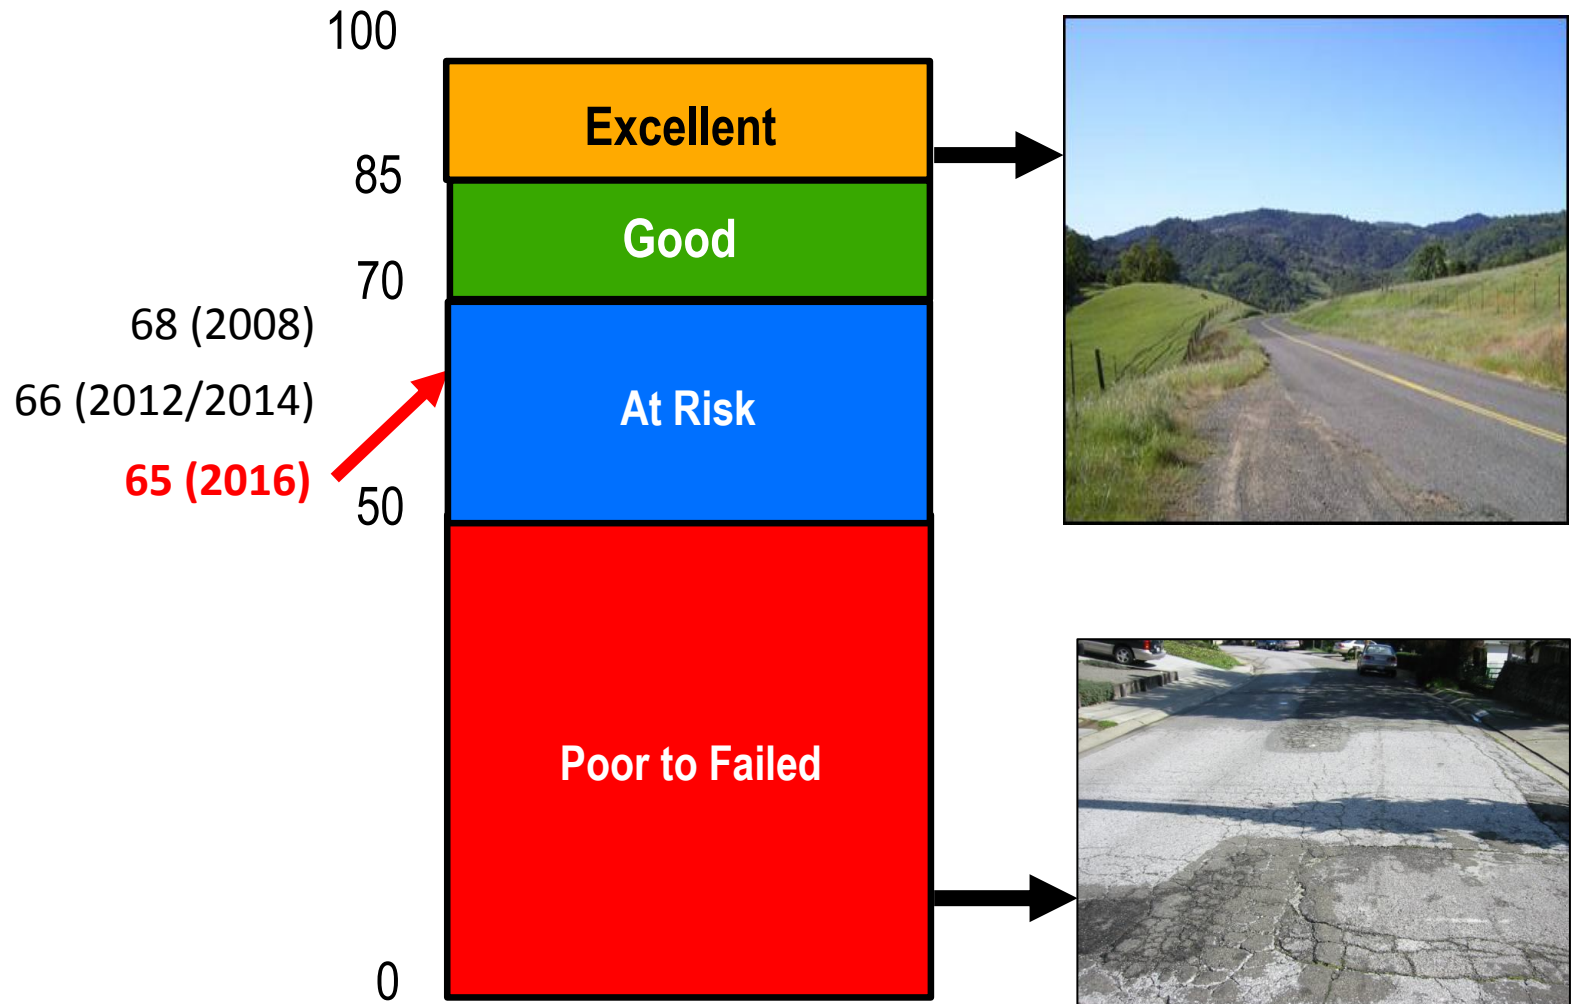 100
Excellent
85
Good
70
68 (2008)
66 (2012/2014)
At Risk
65 (2016)
50
Poor to Failed
0